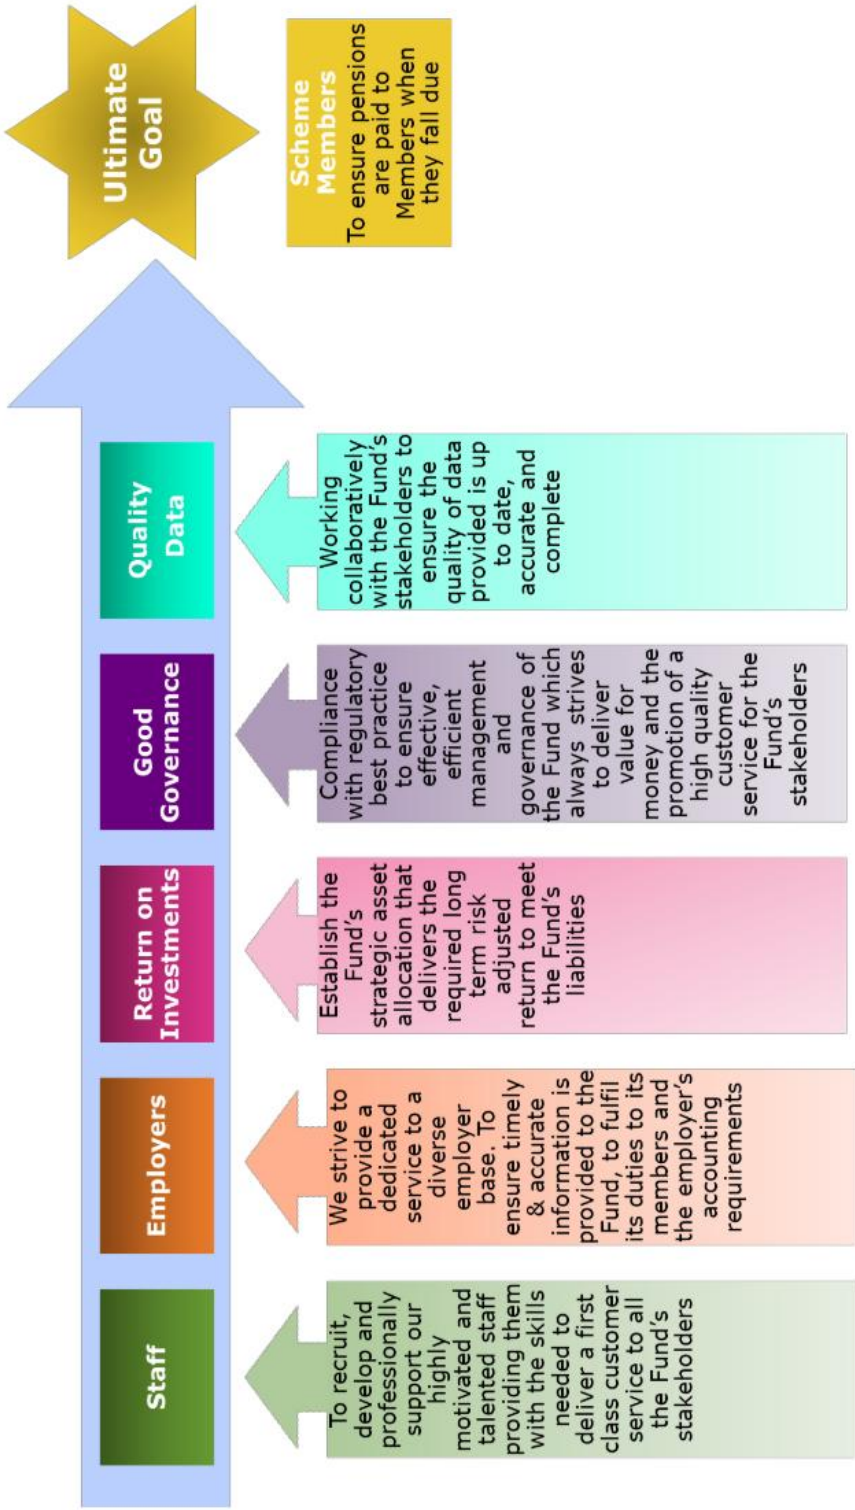 Staff
Employers
Return on
Investments
Good
Governance
Quality
Data
Ultimate
Goal
To recruit,
develop and
professionally
support our
highly
motivated and
talented staff
providing them
with the skills
needed to
deliver a first
class customer
service to all
the Fund's
stakeholders
We strive to
provide a
dedicated
service to a
diverse
employer
base. To
ensure timely
& accurate
information is
provided to the
Fund, to fulfil
its duties to its
members and
the employer's
accounting
requirements
Establish the
Fund's
strategic asset
allocation that
delivers the
required long
term risk
adjusted
return to meet
the Fund's
liabilities
Compliance
with regulatory
best practice
to ensure
effective,
efficient
management
and
governance of
the Fund which
always strives
to deliver
value for
money and the
promotion of a
high quality
customer
service for the
Fund's
stakeholders
Working
collaboratively
with the Fund's
stakeholders to
ensure the
quality of data
provided is up
to date,
accurate and
complete
Scheme
Members
To ensure pensions
are paid to
Members when
they fall due